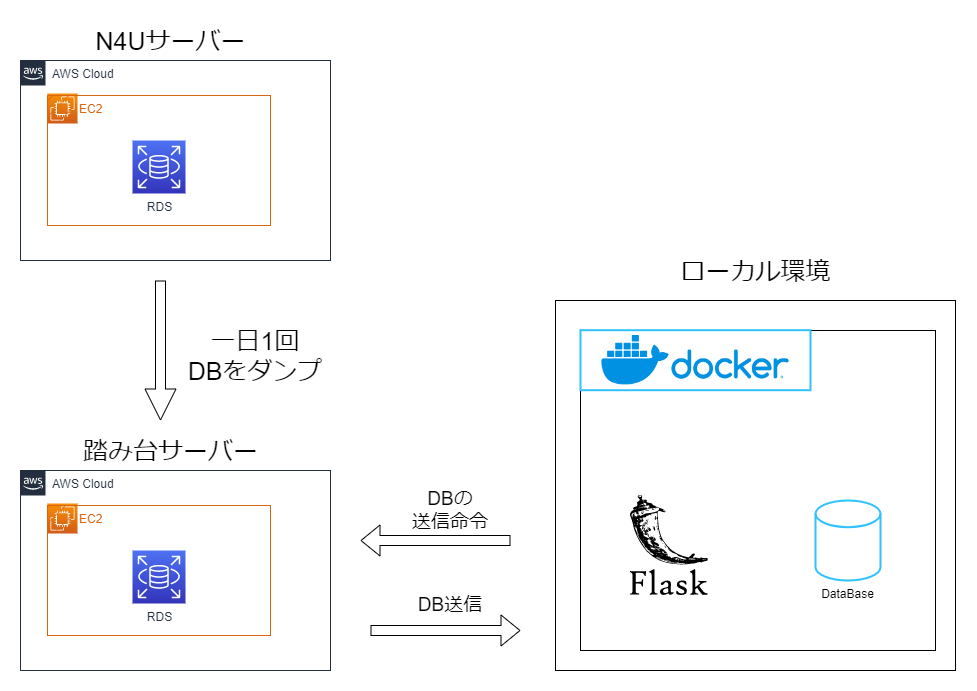 N4Uサーバー
aws
AWS Cloud
EC2
RDS
一日1回
DBをダンプ
踏み台サーバー
aws
AWS Cloud
EC2
RDS
DBの
送信命令
DB送信
ローカル環境
docker
Flask
DataBase